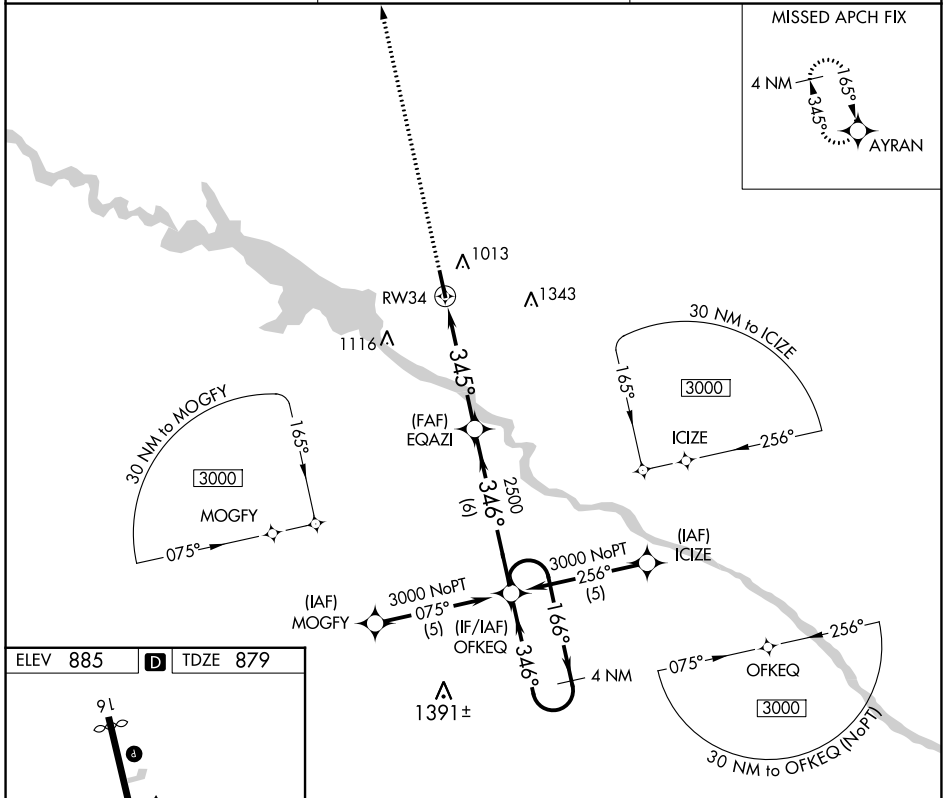 MISSED APCH FIX
4 NM
165°
345°
AYRAN
1013
RW34
1343
1116
345°
30 NM to ICIZE
165°
3000
ICIZE
256°
30 NM to MOGFY
165°
3000
MOGFY
075°
(FAF)
EQAZI
2500
346°
(6)
(IAF)
ICIZE
3000 NoPT
256°
(5)
(IAF)
MOGFY
3000 NoPT
075°
(5)
(IF/IAF)
OFKEQ
166°
346°
4 NM
1391±
075°
256°
OFKEQ
3000
30 NM to OFKEQ (NoPT)
ELEV 885
D
TDZE 879
16
P